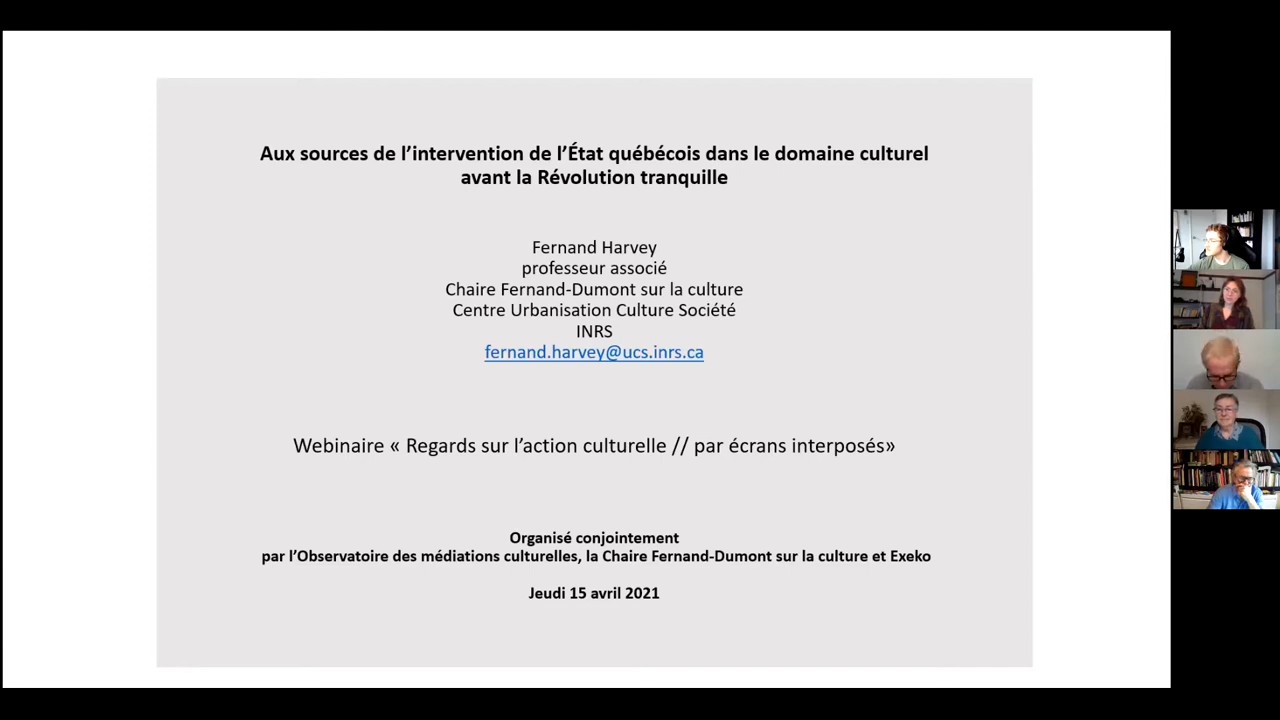 Aux sources de l’intervention de l’État québécois dans le domaine culturel
avant la Révolution tranquille
Fernand Harvey
professeur associé
Chaire Fernand-Dumont sur la culture
Centre Urbanisation Culture Société
INRS
fernand.harvey@ucs.inrs.ca
Webinaire « Regards sur l’action culturelle // par écrans interposés»
Organisé conjointement
par l’Observatoire des médiations culturelles, la Chaire Fernand-Dumont sur la culture et Exeko
Jeudi 15 avril 2021